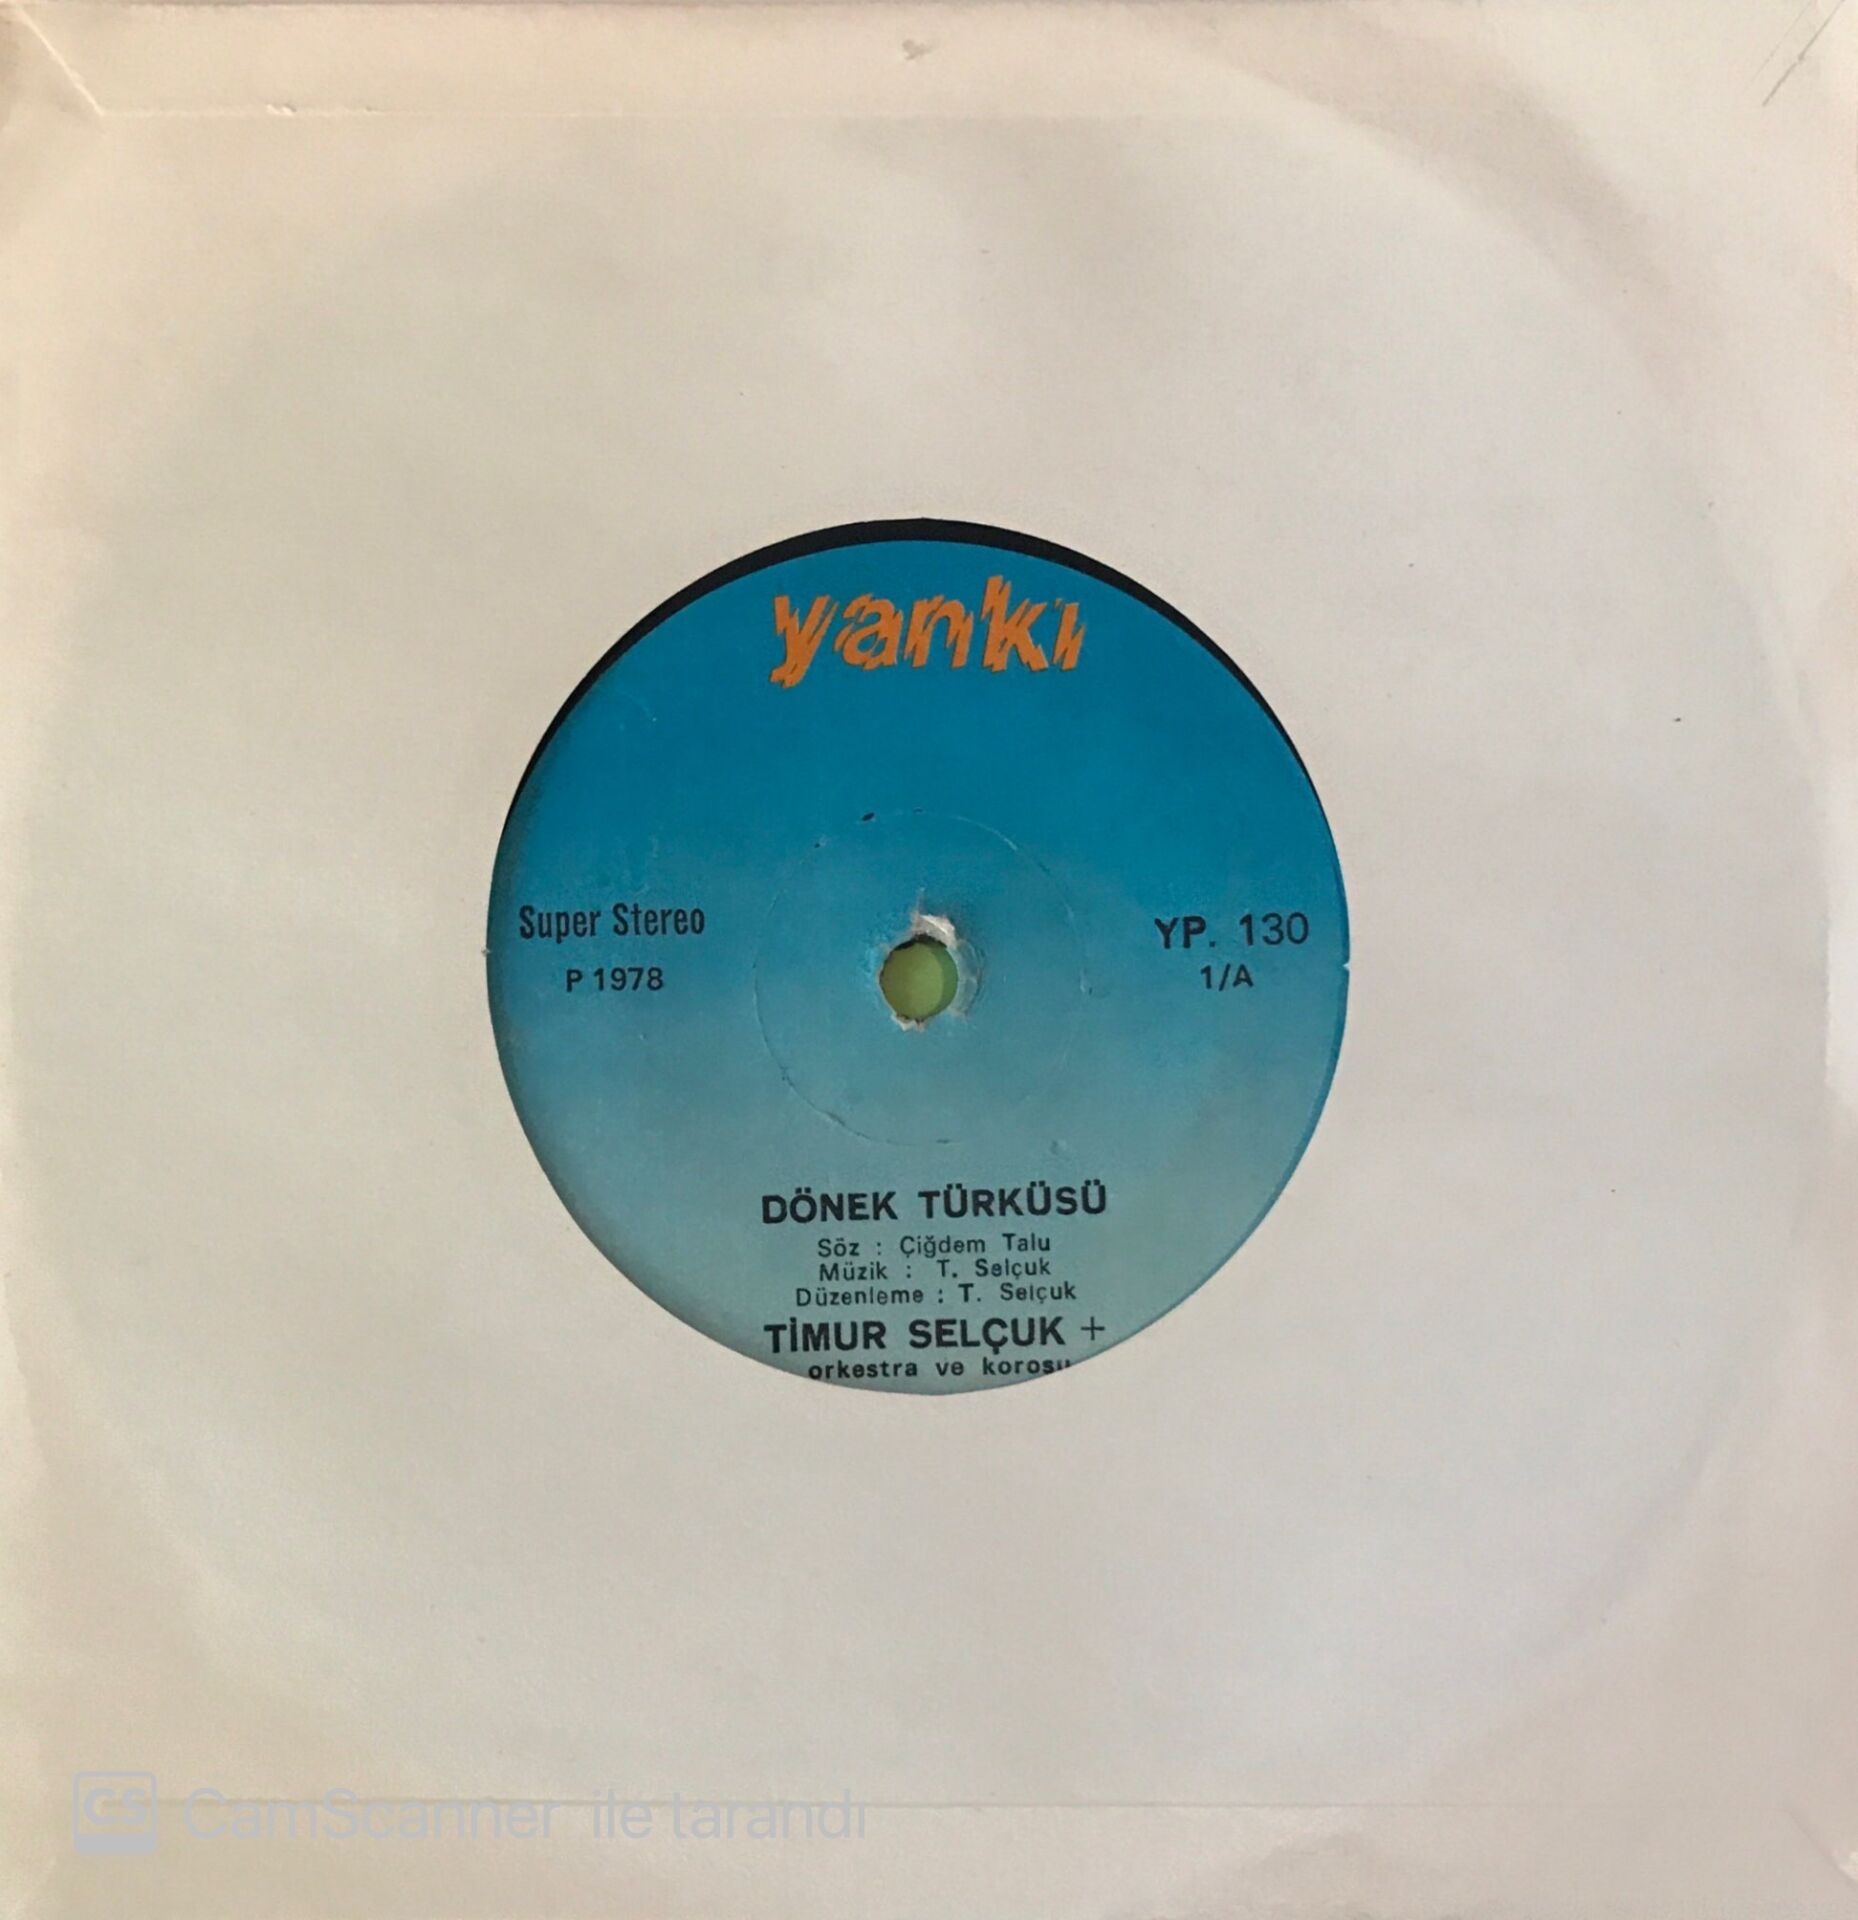 yankı
Super Stereo
P 1978
YP. 130
1/A
DÖNEK TÜRKÜSÜ
Söz : Çiğdem Talu
Müzik : T. Selçuk
Düzenleme : T. Selçuk
TİMUR SELÇUK +
orkestra ve korosu
CS CamScanner ile tarandı